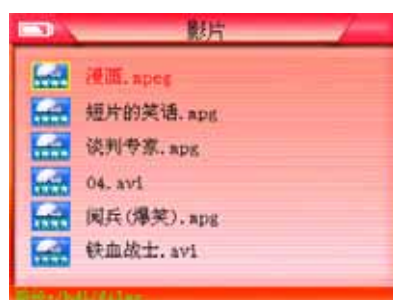 影片
漫画.mpeg
短片的笑话.mpg
谈判专家.mpg
04.avi
阅兵(爆笑).mpg
铁血战士.avi